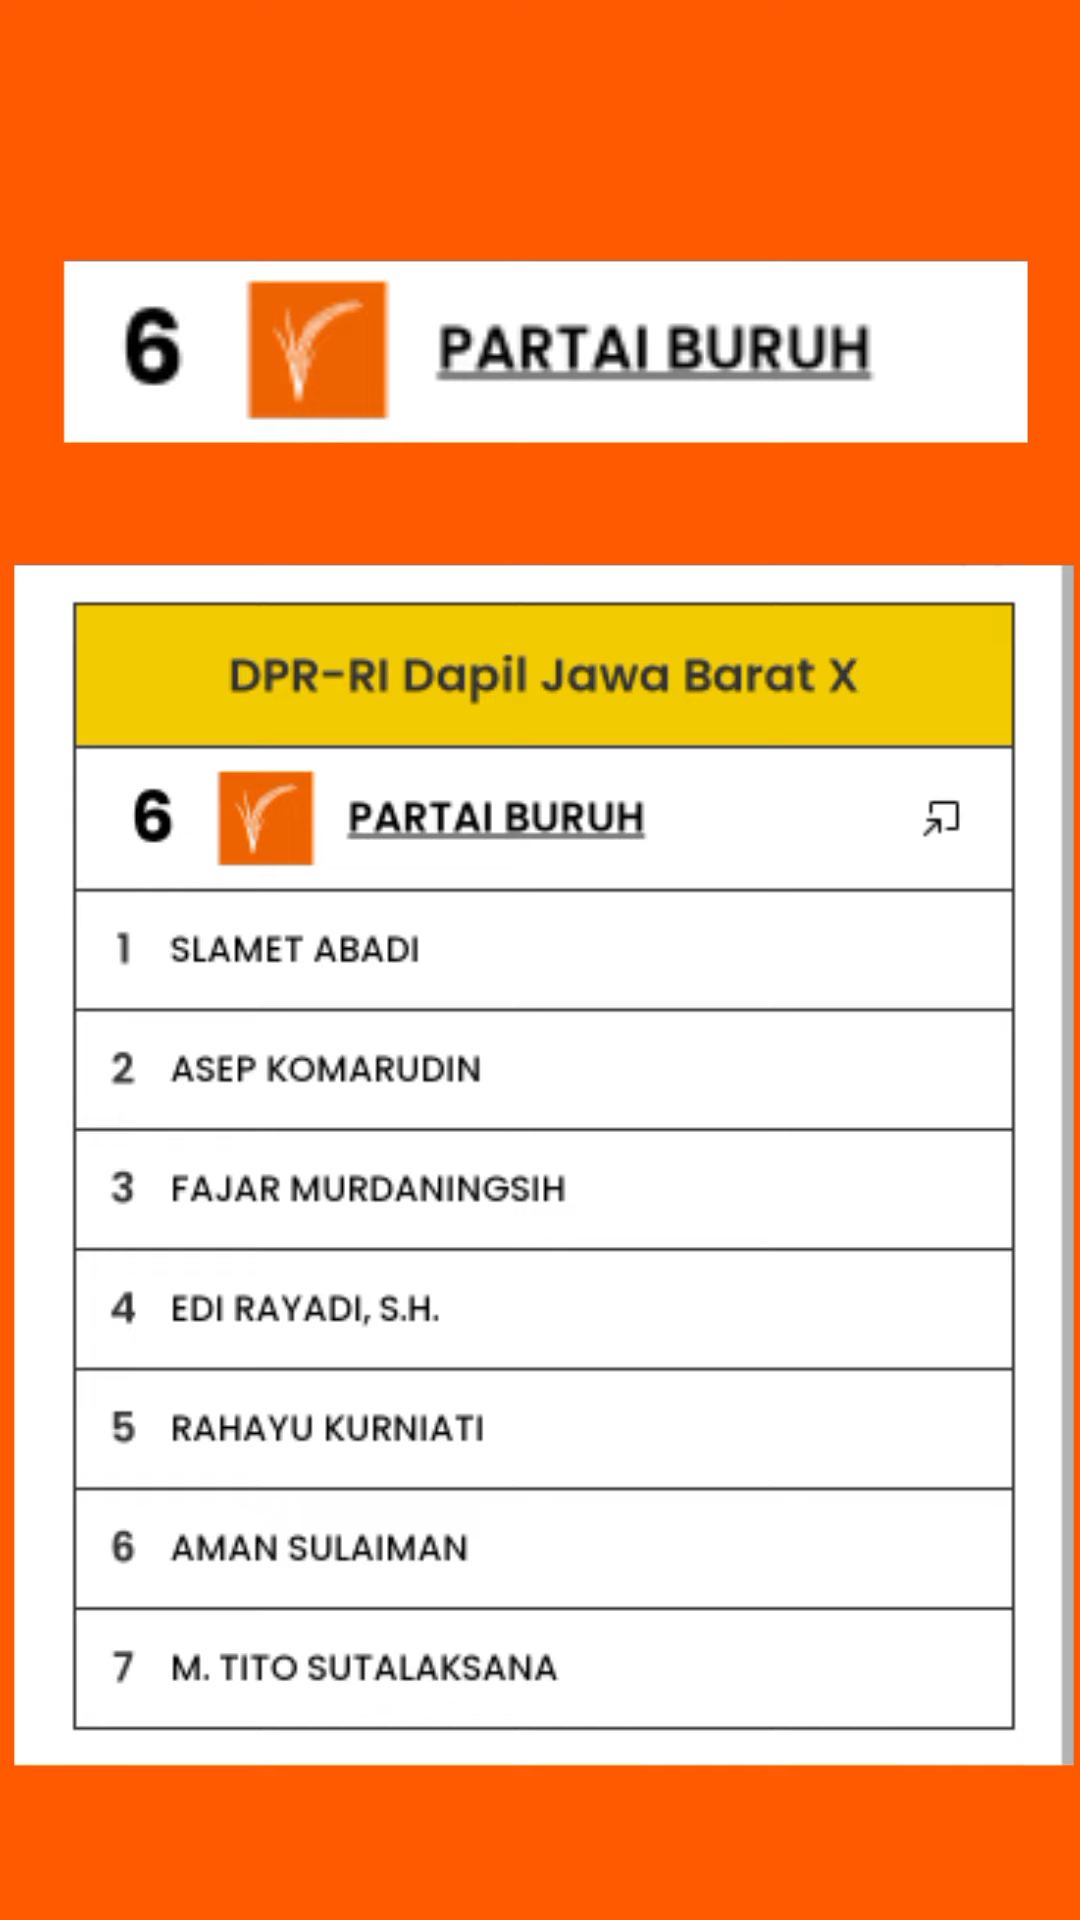 6 PARTAI BURUH
DPR-RI Dapil Jawa Barat X
6 PARTAI BURUH
1 SLAMET ABADI
2 ASEP KOMARUDIN
3 FAJAR MURDANINGSIH
4 EDI RAYADI, S.H.
5 RAHAYU KURNIATI
6 AMAN SULAIMAN
7 M. TITO SUTALAKSANA